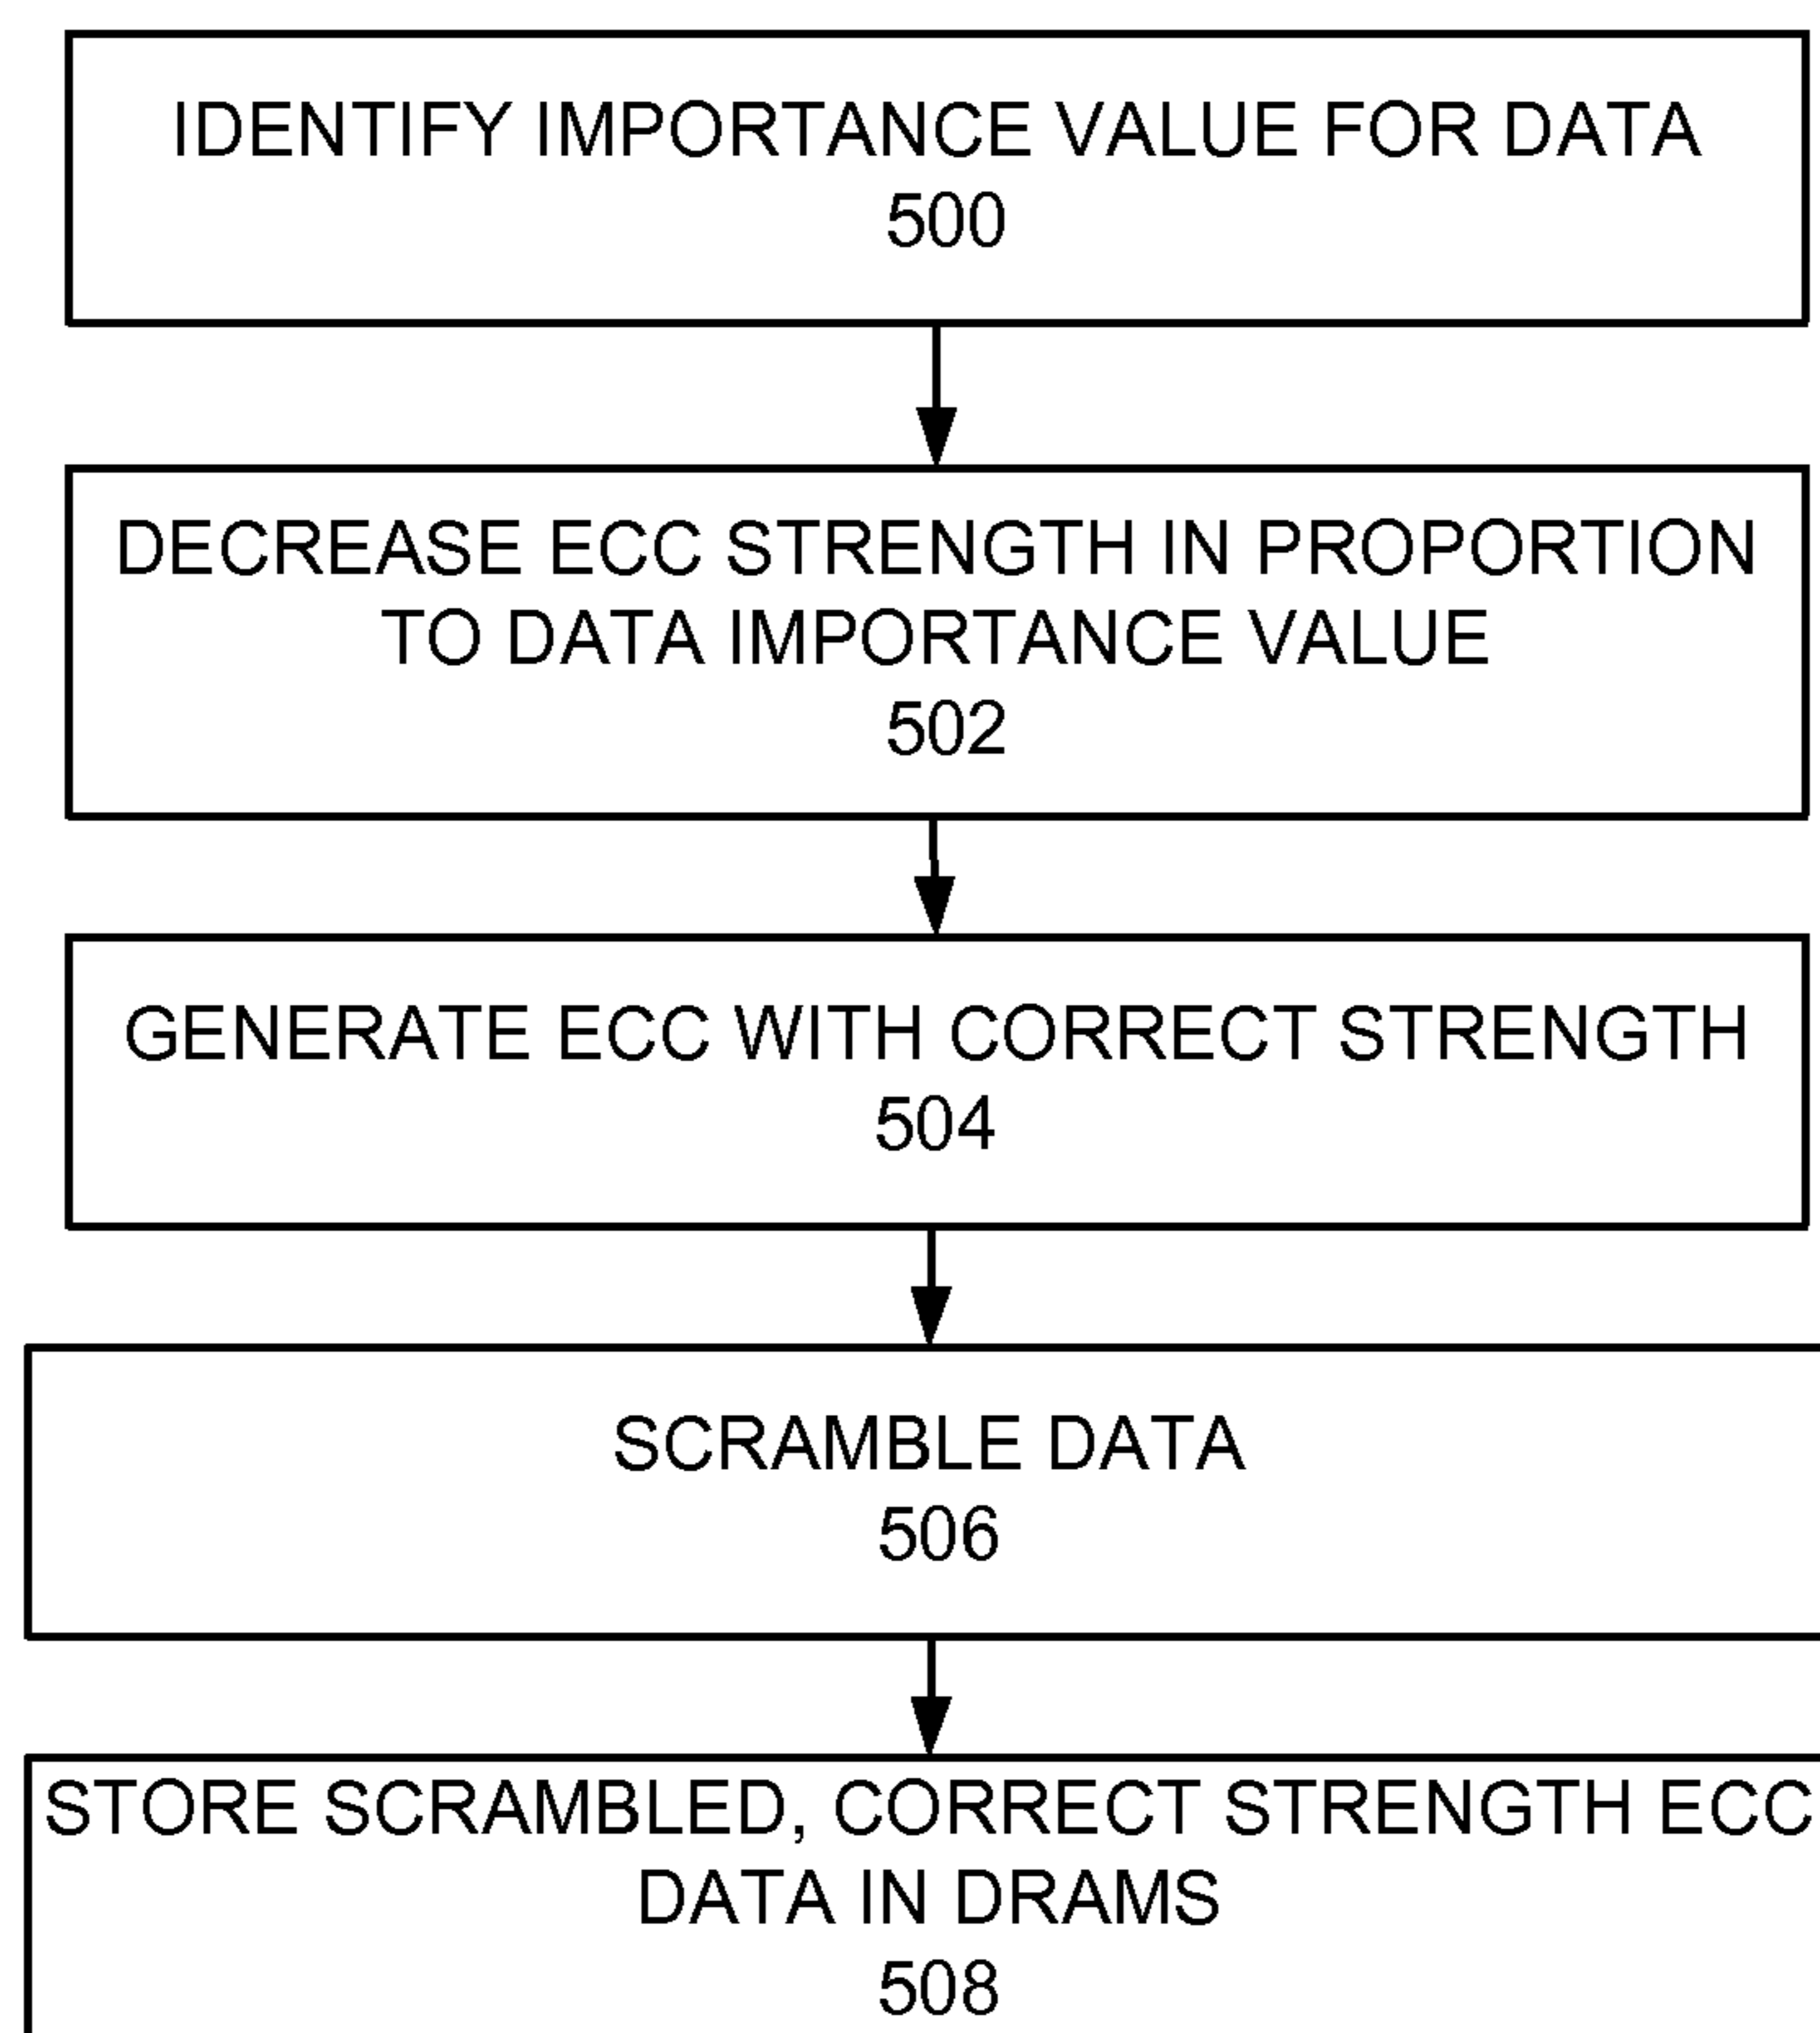 IDENTIFY IMPORTANCE VALUE FOR DATA
500
DECREASE ECC STRENGTH IN PROPORTION
TO DATA IMPORTANCE VALUE
502
GENERATE ECC WITH CORRECT STRENGTH
504
SCRAMBLE DATA
506
STORE SCRAMBLED, CORRECT STRENGTH ECC
DATA IN DRAMS
508